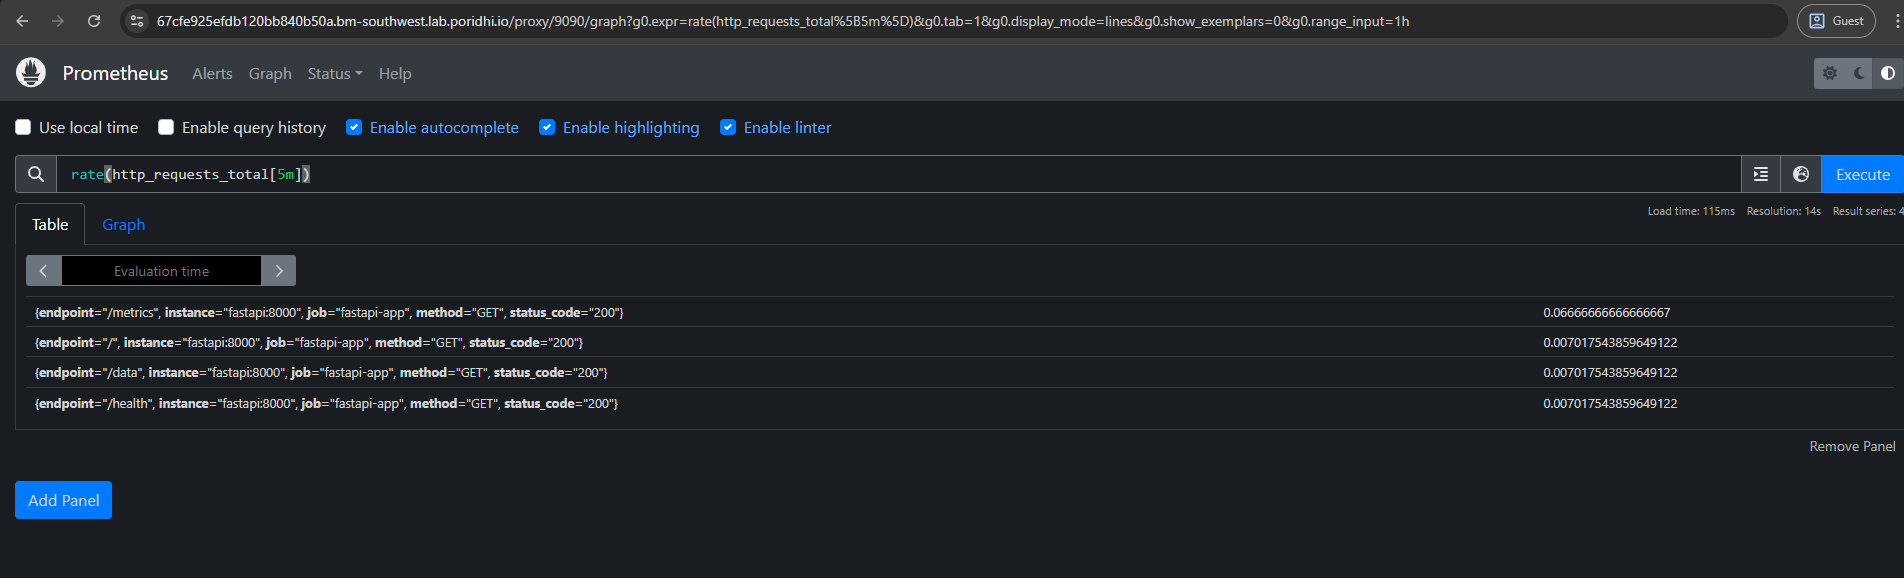 67cfe925efdb120bb840b50a.bm-southwest.lab.poridhi.io/proxy/9090/graph?g0.expr=rate(http_requests_total%5B5m%5D)&g0.tab=1&g0.display_mode=lines&g0.show_exemplars=0&g0.range_input=1h Guest
Prometheus Alerts Graph Status Help
Use local time Enable query history Enable autocomplete Enable highlighting Enable linter
rate(http_requests_total[5m]) Execute
Table Graph Load time: 115ms Resolution: 14s Result series: 4
Evaluation time
{endpoint="/metrics", instance="fastapi:8000", job="fastapi-app", method="GET", status_code="200"} 0.06666666666666667
{endpoint="/", instance="fastapi:8000", job="fastapi-app", method="GET", status_code="200"} 0.007017543859649122
{endpoint="/data", instance="fastapi:8000", job="fastapi-app", method="GET", status_code="200"} 0.007017543859649122
{endpoint="/health", instance="fastapi:8000", job="fastapi-app", method="GET", status_code="200"} 0.007017543859649122
Remove Panel
Add Panel